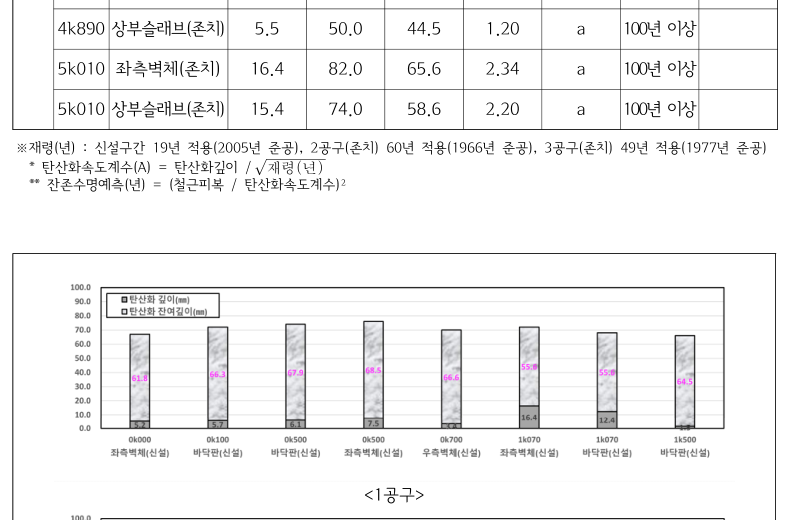 4k890 상부슬래브(존치) 5.5 50.0 44.5 1.20 a 100년 이상
5k010 좌측벽체(존치) 16.4 82.0 65.6 2.34 a 100년 이상
5k010 상부슬래브(존치) 15.4 74.0 58.6 2.20 a 100년 이상
※재령(년) : 신설구간 19년 적용(2005년 준공), 2공구(존치) 60년 적용(1966년 준공), 3공구(존치) 49년 적용(1977년 준공)
* 탄산화속도계수(A) = 탄산화깊이 /√재령(년)
** 잔존수명예측(년) = (철근피복 / 탄산화속도계수)²
100.0
90.0
80.0
70.0
60.0
50.0
40.0
30.0
20.0
10.0
0.0
탄산화 깊이(㎜)
탄산화 잔여깊이(㎜)
61.8 66.3 67.9 68.5 66.6 55.6 64.5
5.2 5.7 6.1 7.5 16.4 12.4
0k000 0k100 0k500 0k500 0k700 1k070 1k070 1k500
좌측벽체(신설) 바닥판(신설) 바닥판(신설) 좌측벽체(신설) 우측벽체(신설) 좌측벽체(신설) 바닥판(신설) 바닥판(신설)
<1공구>
100.0